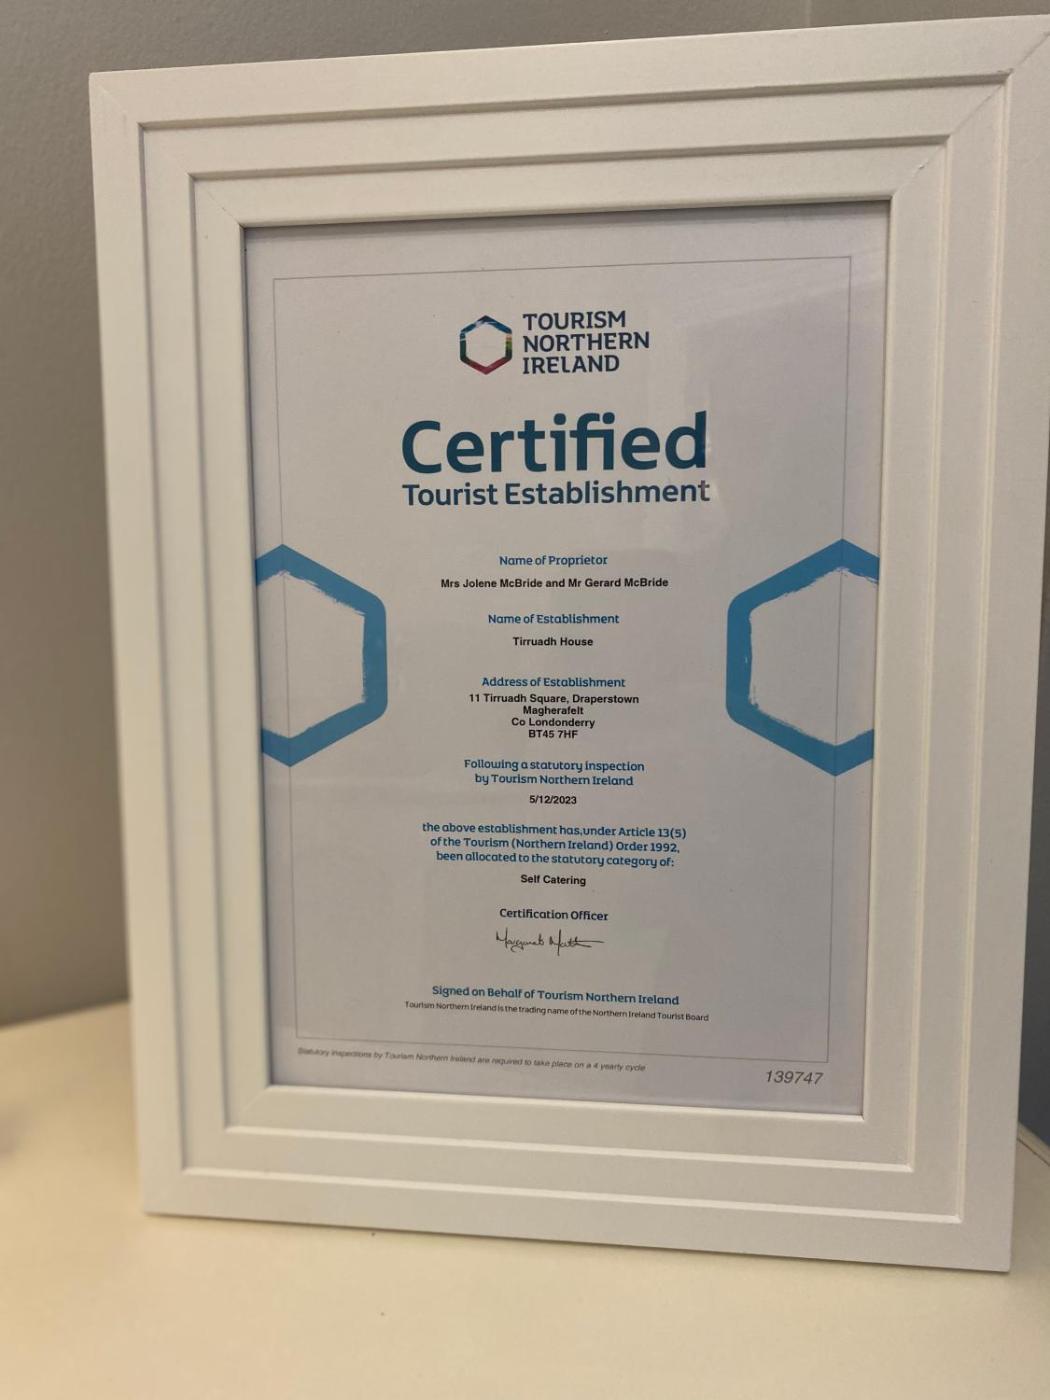 TOURISM
NORTHERN
IRELAND
Certified
Tourist Establishment
Name of Proprietor
Mrs Jolene McBride and Mr Gerard McBride
Name of Establishment
Tirruadh House
Address of Establishment
11 Tirruadh Square, Draperstown
Magherafelt
Co Londonderry
BT45 7HF
Following a statutory inspection
by Tourism Northern Ireland
5/12/2023
the above establishment has,under Article 13(5)
of the Tourism (Northern Ireland) Order 1992,
been allocated to the statutory category of:
Self Catering
Certification Officer
Signed on Behalf of Tourism Northern Ireland
Tourism Northern Ireland is the trading name of the Northern Ireland Tourist Board
Statutory inspections by Tourism Northern Ireland are required to take place on a 4 yearly cycle
139747